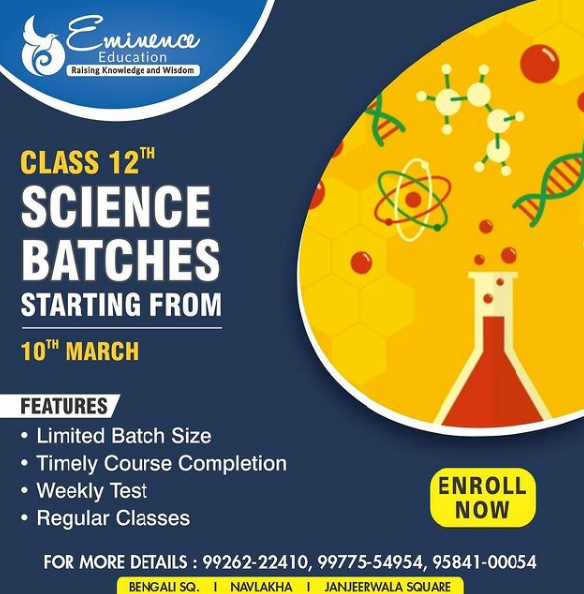 Eminence
Education
Raising Knowledge and Wisdom
CLASS 12TH
SCIENCE
BATCHES
STARTING FROM
10TH MARCH
FEATURES
• Limited Batch Size
• Timely Course Completion
• Weekly Test
• Regular Classes
ENROLL
NOW
FOR MORE DETAILS : 99262-22410, 99775-54954, 95841-00054
BENGALI SQ. I NAVLAKHA I JANJEERWALA SQUARE